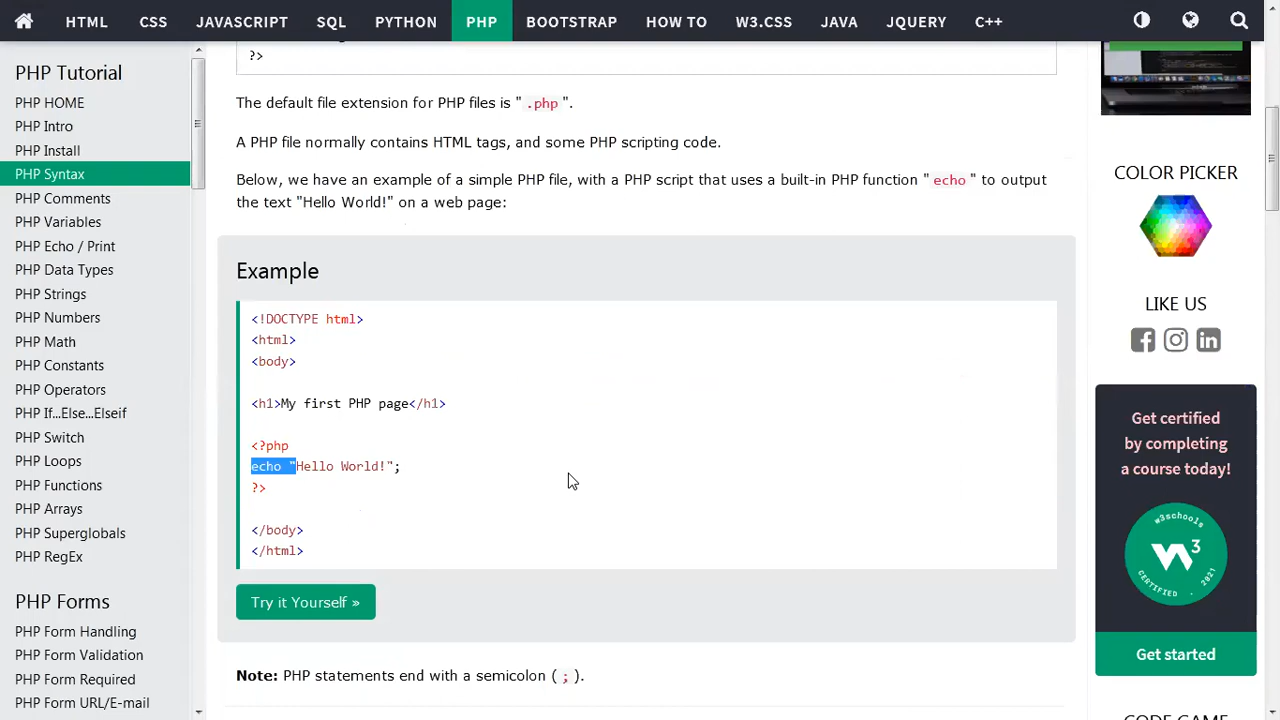 HTML CSS JAVASCRIPT SQL PYTHON PHP BOOTSTRAP HOW TO W3.CSS JAVA JQUERY C++
PHP Tutorial
PHP HOME
PHP Intro
PHP Install
PHP Syntax
PHP Comments
PHP Variables
PHP Echo / Print
PHP Data Types
PHP Strings
PHP Numbers
PHP Math
PHP Constants
PHP Operators
PHP If...Else...Elseif
PHP Switch
PHP Loops
PHP Functions
PHP Arrays
PHP Superglobals
PHP RegEx
PHP Forms
PHP Form Handling
PHP Form Validation
PHP Form Required
PHP Form URL/E-mail
?>
The default file extension for PHP files is ".php".
A PHP file normally contains HTML tags, and some PHP scripting code.
Below, we have an example of a simple PHP file, with a PHP script that uses a built-in PHP function "echo" to output
the text "Hello World!" on a web page:
Example
<!DOCTYPE html>
<html>
<body>
<h1>My first PHP page</h1>
<?php
echo "Hello World!";
?>
</body>
</html>
Try it Yourself »
Note: PHP statements end with a semicolon (;).
COLOR PICKER
LIKE US
Get certified
by completing
a course today!
w3schools
W3
CERTIFIED . 2021
Get started
CODE GAME